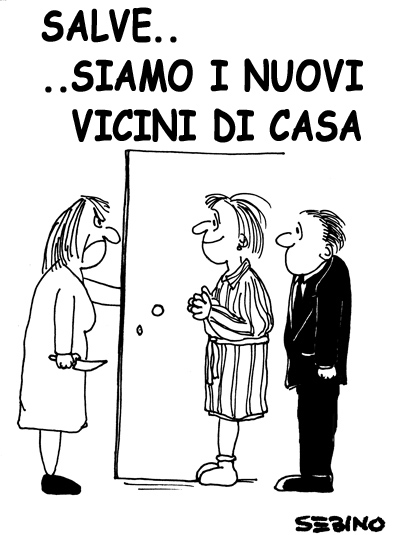 SALVE..
..SIAMO I NUOVI
VICINI DI CASA
SEBINO